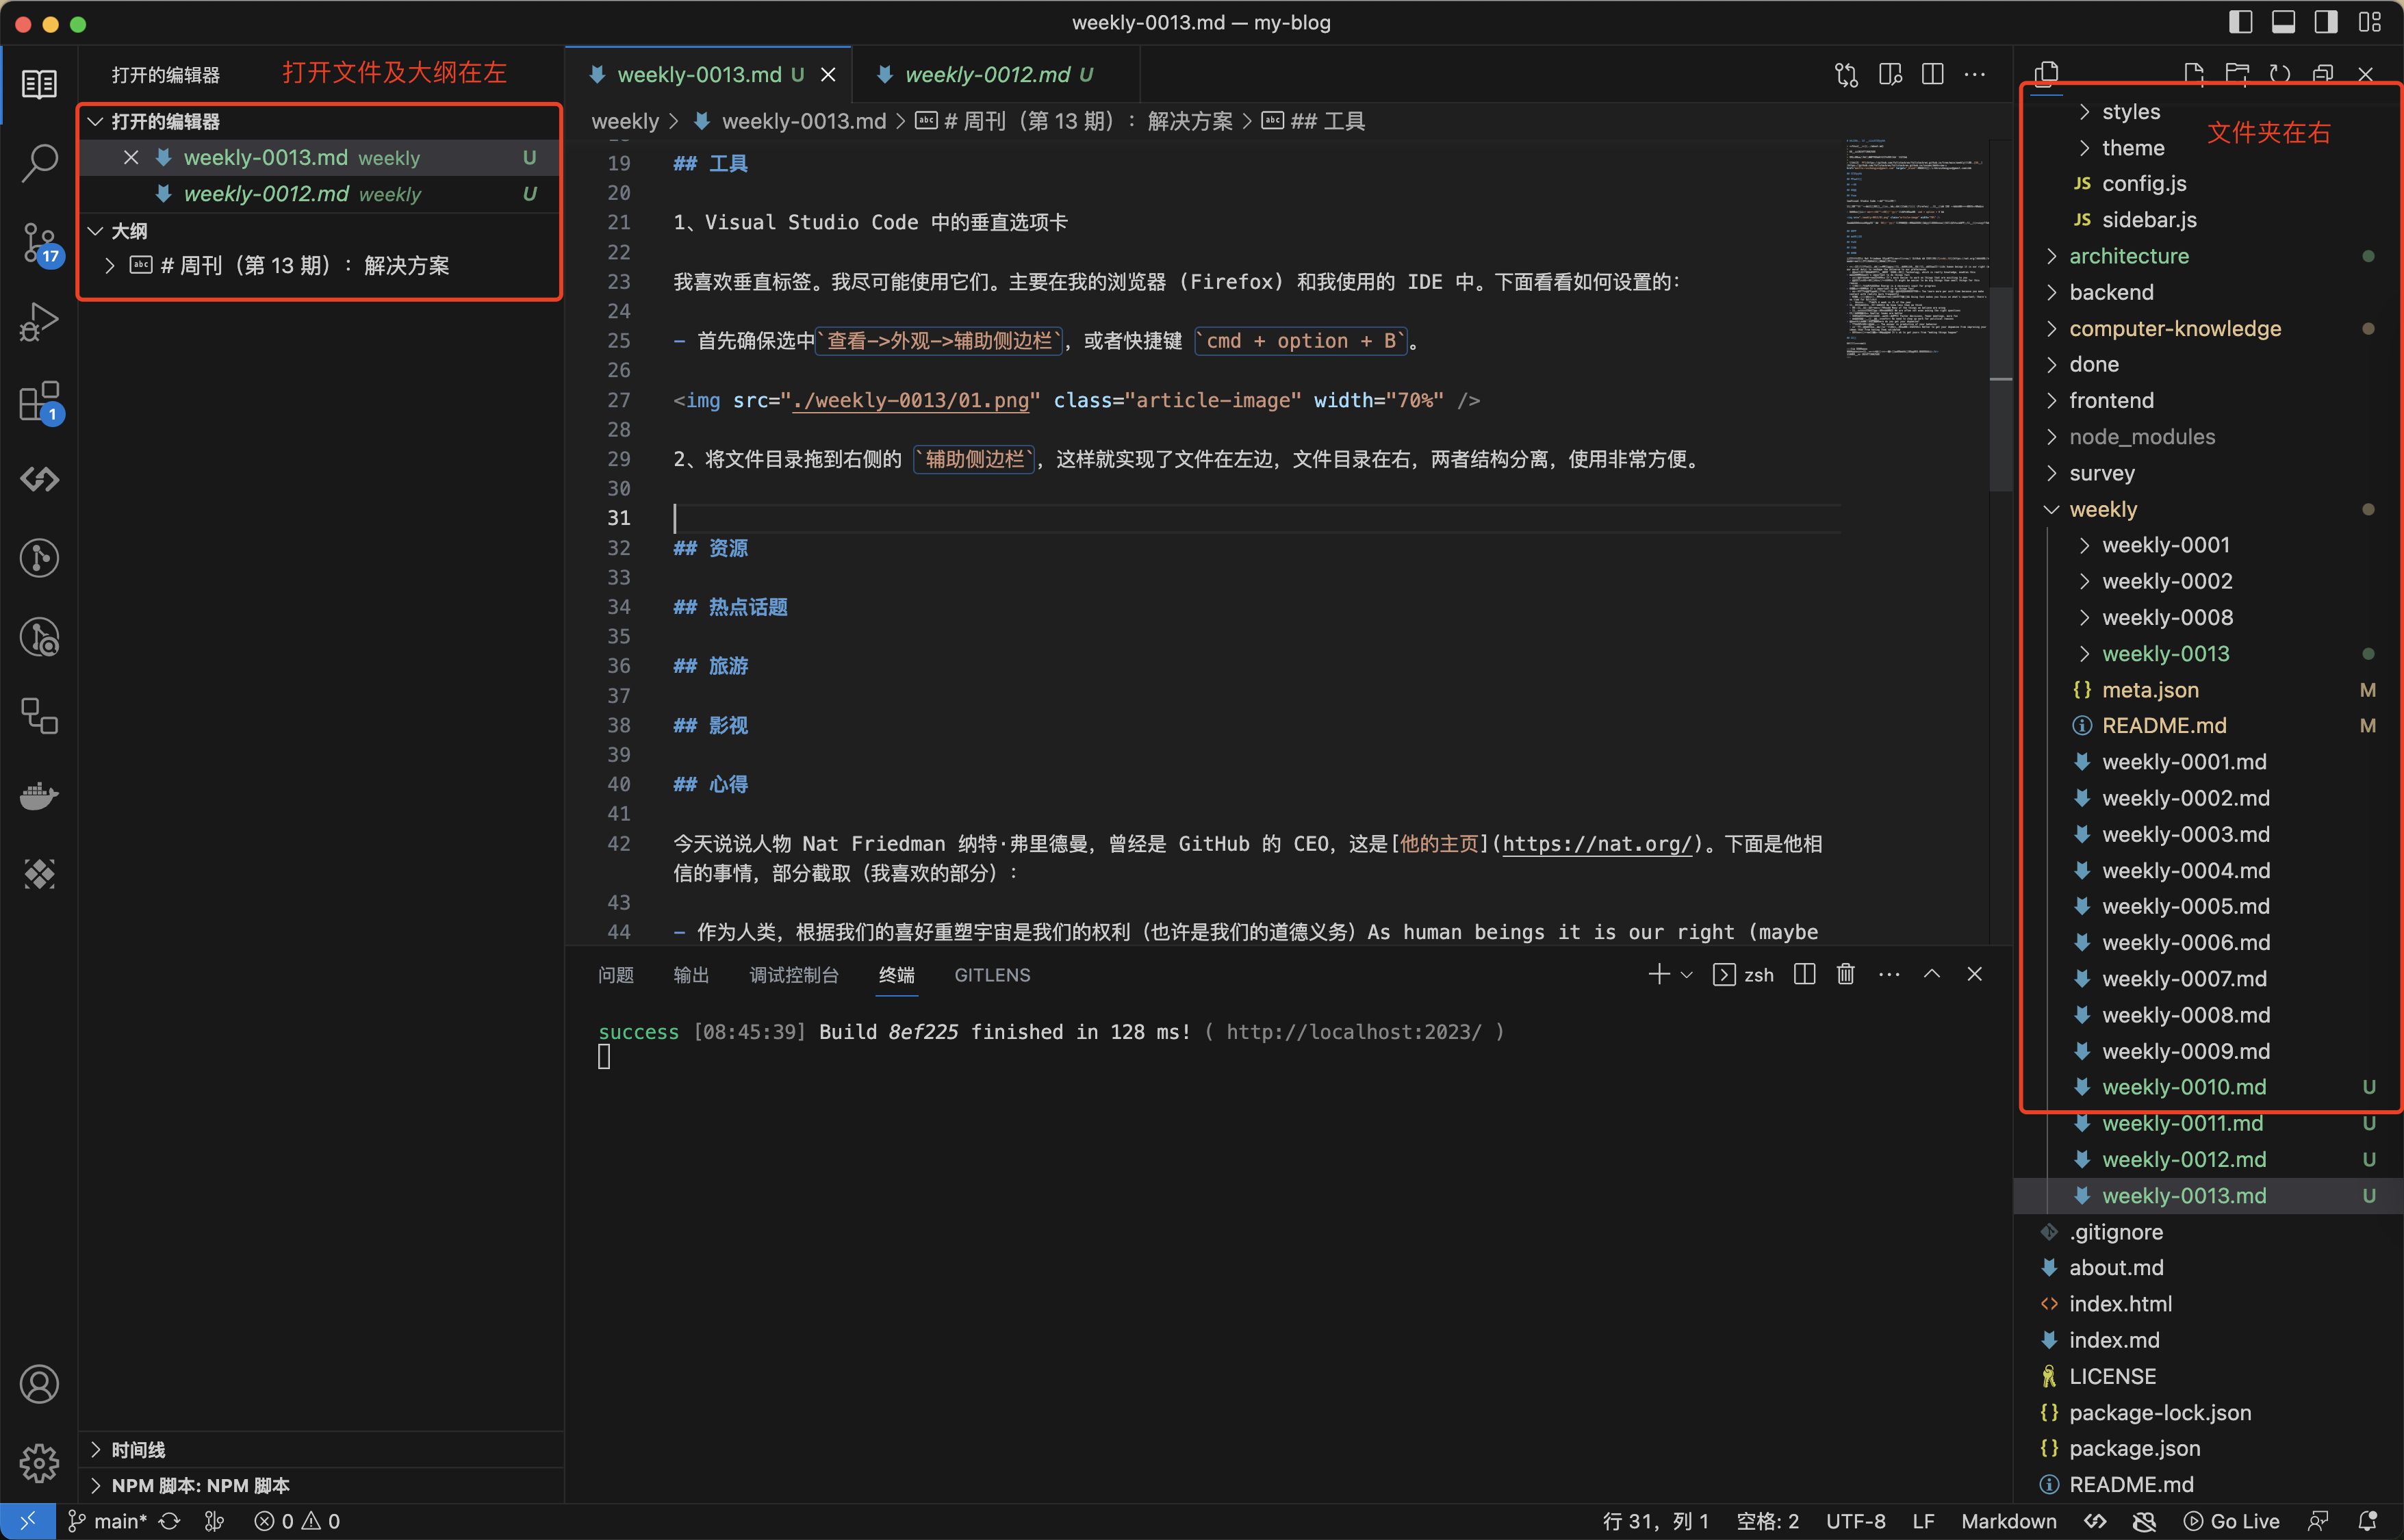 weekly-0013.md — my-blog
打开的编辑器
打开文件及大纲在左
打开的编辑器
weekly-0013.md weekly U
weekly-0012.md weekly U
大纲
# 周刊（第 13 期）：解决方案
17
1
时间线
NPM 脚本: NPM 脚本
weekly-0013.md U
weekly-0012.md U
weekly > weekly-0013.md > # 周刊（第 13 期）：解决方案 > ## 工具
19 ## 工具
20
21 1、Visual Studio Code 中的垂直选项卡
22
23 我喜欢垂直标签。我尽可能使用它们。主要在我的浏览器 (Firefox) 和我使用的 IDE 中。下面看看如何设置的：
24
25 - 首先确保选中`查看->外观->辅助侧边栏`，或者快捷键 `cmd + option + B`。
26
27 <img src="./weekly-0013/01.png" class="article-image" width="70%" />
28
29 2、将文件目录拖到右侧的 `辅助侧边栏`，这样就实现了文件在左边，文件目录在右，两者结构分离，使用非常方便。
30
31
32 ## 资源
33
34 ## 热点话题
35
36 ## 旅游
37
38 ## 影视
39
40 ## 心得
41
42 今天说说人物 Nat Friedman 纳特·弗里德曼，曾经是 GitHub 的 CEO，这是[他的主页](https://nat.org/)。下面是他相
信的事情，部分截取（我喜欢的部分）：
43
44 - 作为人类，根据我们的喜好重塑宇宙是我们的权利（也许是我们的道德义务）As human beings it is our right (maybe
问题 输出 调试控制台 终端 GITLENS
zsh
success [08:45:39] Build 8ef225 finished in 128 ms! ( http://localhost:2023/ )
文件夹在右
styles
theme
JS config.js
JS sidebar.js
architecture
backend
computer-knowledge
done
frontend
node_modules
survey
weekly
weekly-0001
weekly-0002
weekly-0008
weekly-0013
{} meta.json M
README.md M
weekly-0001.md
weekly-0002.md
weekly-0003.md
weekly-0004.md
weekly-0005.md
weekly-0006.md
weekly-0007.md
weekly-0008.md
weekly-0009.md
weekly-0010.md U
weekly-0011.md U
weekly-0012.md U
weekly-0013.md U
.gitignore
about.md
<> index.html
index.md
LICENSE
{} package-lock.json
{} package.json
README.md
main* 0 0
行 31，列 1 空格: 2 UTF-8 LF Markdown Go Live